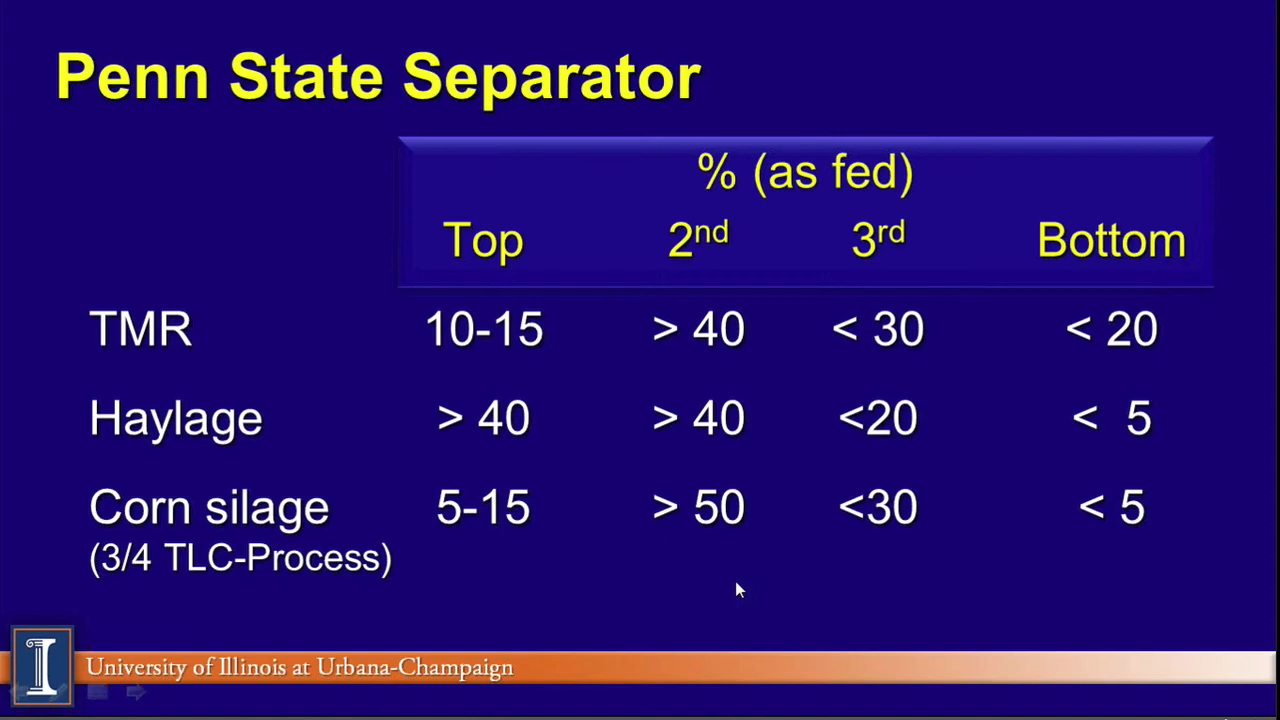 Penn State Separator
% (as fed)
Top 2nd 3rd Bottom
TMR 10-15 > 40 < 30 < 20
Haylage > 40 > 40 <20 < 5
Corn silage 5-15 > 50 <30 < 5
(3/4 TLC-Process)
I
University of Illinois at Urbana-Champaign